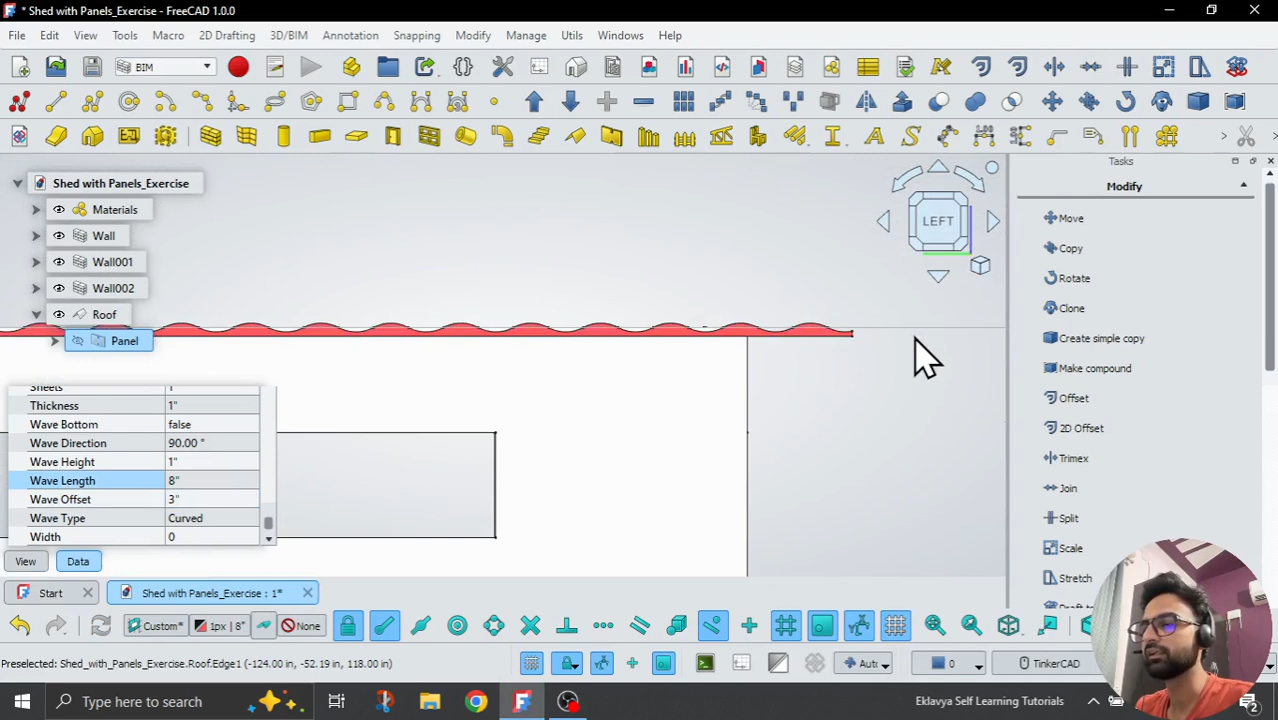 * Shed with Panels_Exercise - FreeCAD 1.0.0
File Edit View Tools Macro 2D Drafting 3D/BIM Annotation Snapping Modify Manage Utils Windows Help
BIM
Tasks
Shed with Panels_Exercise
Modify
LEFT
Materials
Move
Wall
Copy
Wall001
Rotate
Wall002
Clone
Roof
Panel
Create simple copy
Make compound
Sheets 1
Offset
Thickness 1"
Wave Bottom false
2D Offset
Wave Direction 90.00 °
Wave Height 1"
Trimex
Wave Length 8"
Join
Wave Offset 3"
Wave Type Curved
Split
Width 0
Scale
View Data
Stretch
Start
Shed with Panels_Exercise : 1*
Custom* 1px | 8" None
Preselected: Shed_with_Panels_Exercise.Roof.Edge1 (-124.00 in, -52.19 in, 118.00 in)
0
TinkerCAD
Type here to search
Eklavya Self Learning Tutorials
2